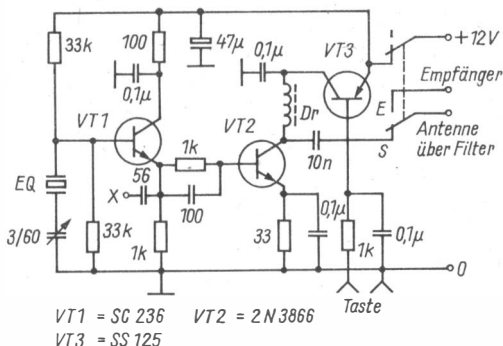 33k
100
47µ
0,1µ
VT1
0,1µ
VT3
+12V
Empfänger
E
Antenne
über Filter
S
Dr
VT2
10n
1k
56
X
100
EQ
3/60
33k
1k
33
0,1µ
1k
0,1µ
0
Taste
VT1 = SC 236 VT2 = 2N3866
VT3 = SS 125